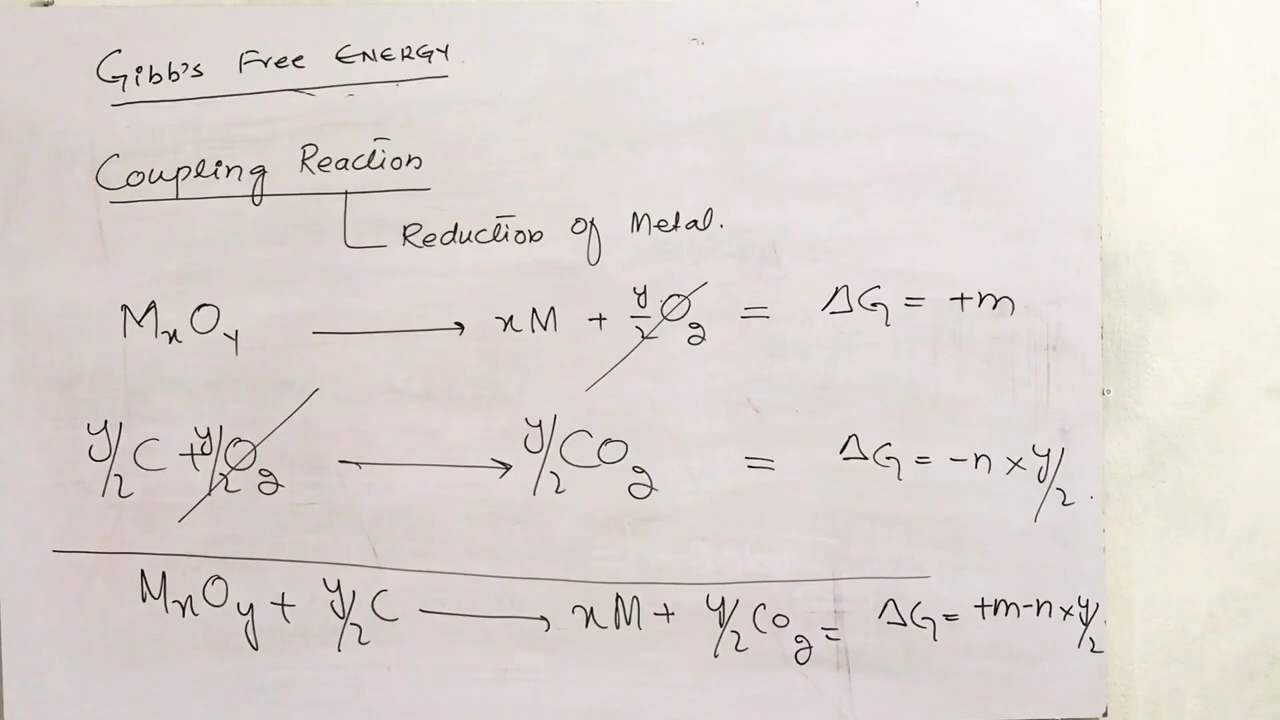 Gibb's Free ENERGY
Coupling Reaction
Reduction of Metal.
MxOy → xM + y/2 O2 = ΔG = +m
y/2 C + y/2 O2 → y/2 CO2 = ΔG = -n × y/2.
MxOy + y/2 C → xM + y/2 CO2 = ΔG = +m-n×y/2